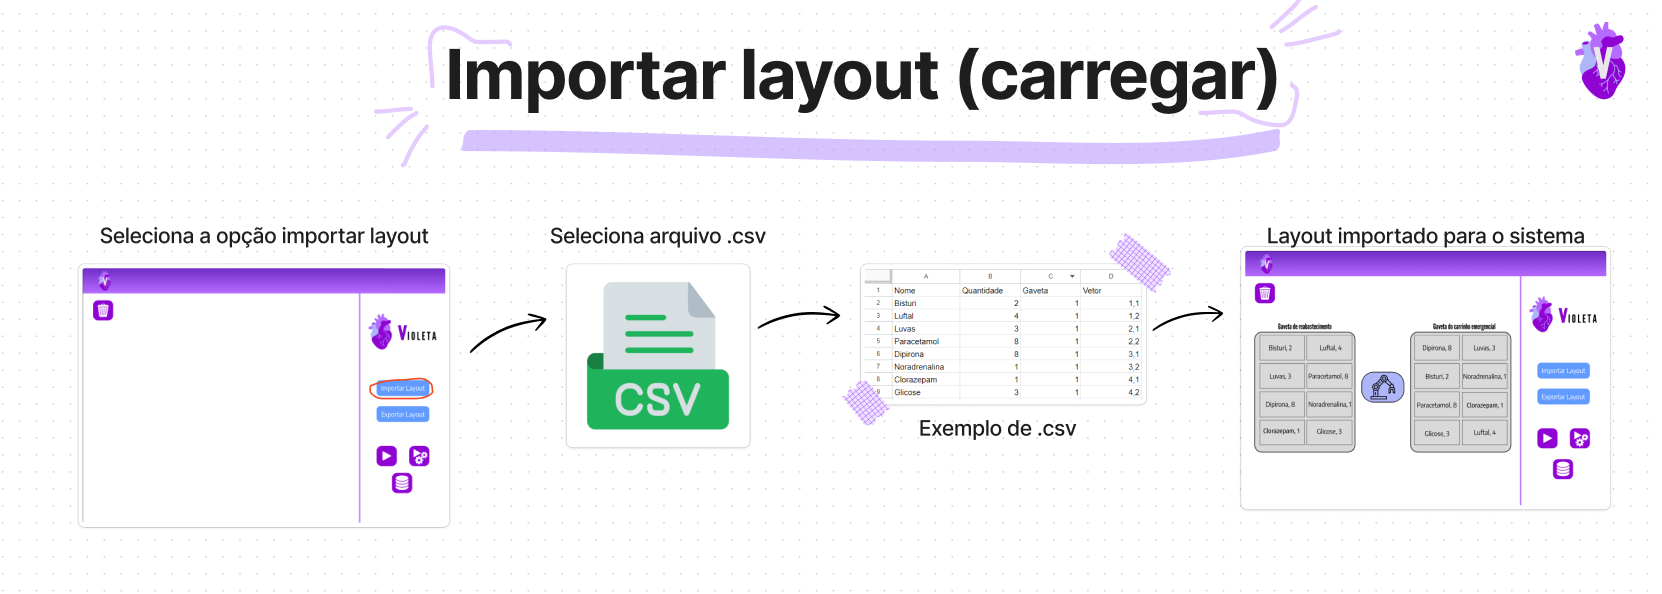 Importar layout (carregar)
V
Seleciona a opção importar layout
V
VIOLETA
Importar Layout
Exportar Layout
Seleciona arquivo .csv
CSV
A B C D
1 Nome Quantidade Gaveta Vetor
2 Bisturi 2 1 1,1
3 Luftal 4 1 1,2
4 Luvas 3 1 2,1
5 Paracetamol 8 1 2,2
6 Dipirona 8 1 3,1
7 Noradrenalina 1 1 3,2
8 Clorazepam 1 1 4,1
9 Glicose 3 1 4,2
Exemplo de .csv
Layout importado para o sistema
V
Gaveta de reabastecimento
Bisturi, 2 Luftal, 4
Luvas, 3 Paracetamol, 8
Dipirona, 8 Noradrenalina, 1
Clorazepam, 1 Glicose, 3
Gaveta do carrinho emergencial
Dipirona, 8 Luvas, 3
Bisturi, 2 Noradrenalina, 1
Paracetamol, 8 Clorazepam, 1
Glicose, 3 Luftal, 4
VIOLETA
Importar Layout
Exportar Layout